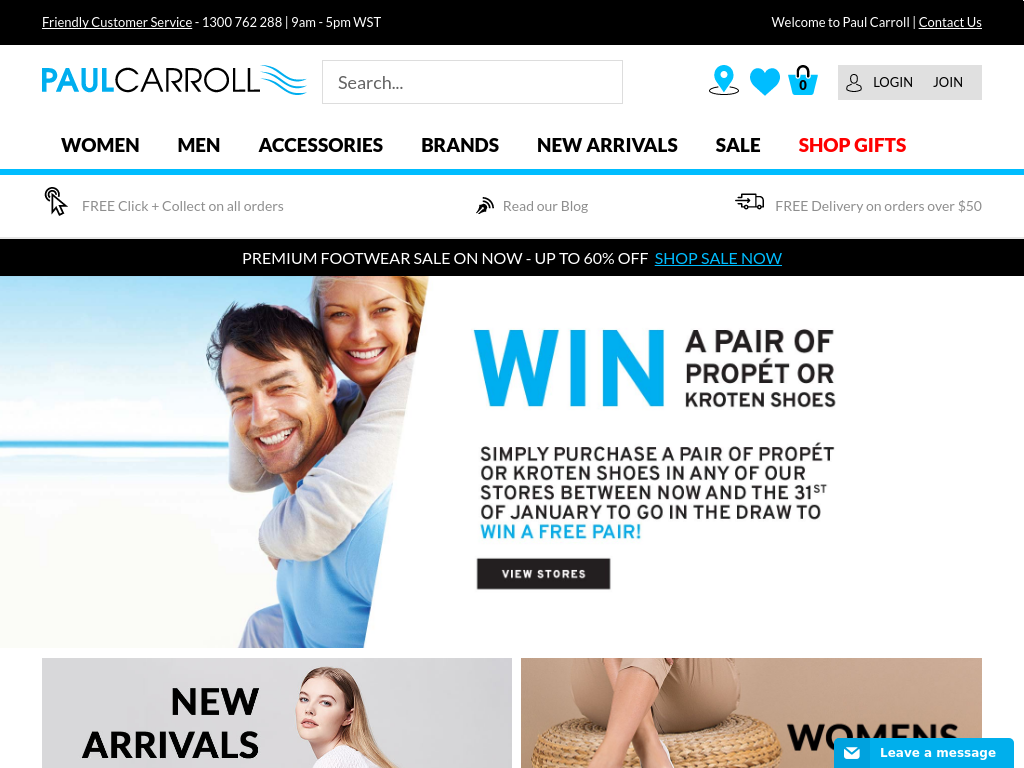 Friendly Customer Service - 1300 762 288 | 9am - 5pm WST
Welcome to Paul Carroll | Contact Us
PAULCARROLL
Search...
0
LOGIN JOIN
WOMEN MEN ACCESSORIES BRANDS NEW ARRIVALS SALE SHOP GIFTS
FREE Click + Collect on all orders
Read our Blog
FREE Delivery on orders over $50
PREMIUM FOOTWEAR SALE ON NOW - UP TO 60% OFF SHOP SALE NOW
WIN
A PAIR OF
PROPÉT OR
KROTEN SHOES
SIMPLY PURCHASE A PAIR OF PROPÉT
OR KROTEN SHOES IN ANY OF OUR
STORES BETWEEN NOW AND THE 31ST
OF JANUARY TO GO IN THE DRAW TO
WIN A FREE PAIR!
VIEW STORES
NEW
ARRIVALS
WOMENS
Leave a message